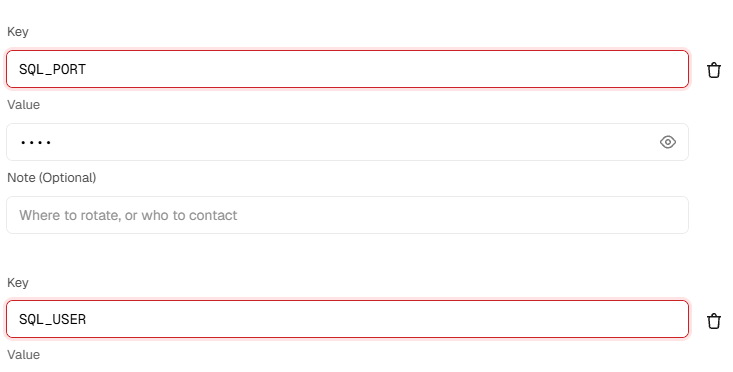 Key
SQL_PORT
Value
••••
Note (Optional)
Where to rotate, or who to contact
Key
SQL_USER
Value